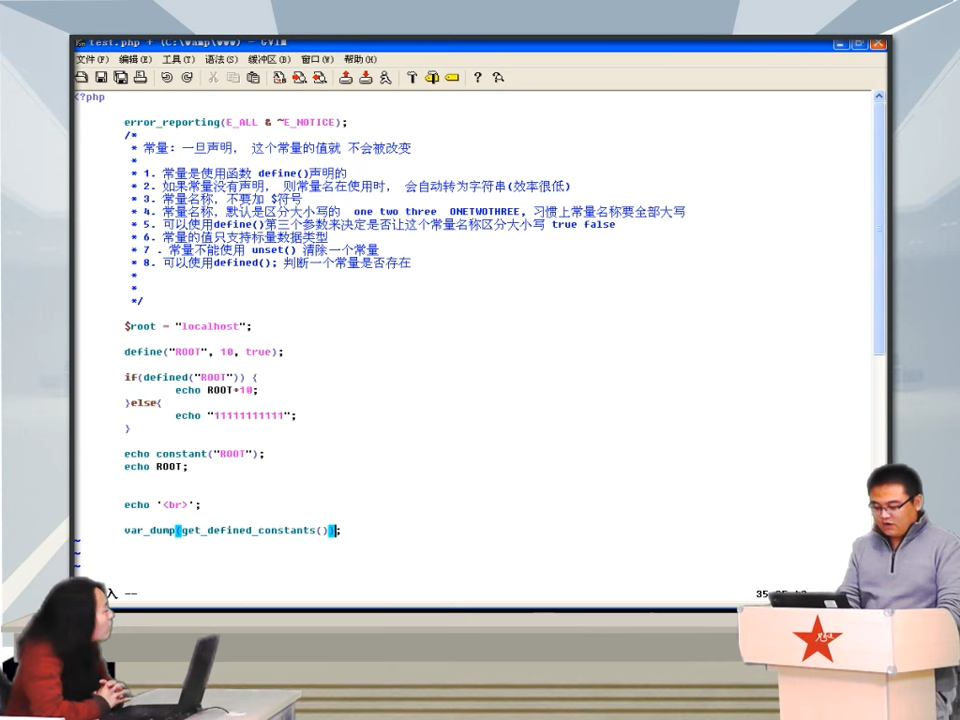 test.php + (C:\wamp\www) - GVIM
文件(F) 编辑(E) 工具(T) 语法(S) 缓冲区(B) 窗口(W) 帮助(H)
<?php
error_reporting(E_ALL & ~E_NOTICE);
/*
* 常量: 一旦声明, 这个常量的值就 不会被改变
*
* 1. 常量是使用函数 define()声明的
* 2. 如果常量没有声明, 则常量名在使用时, 会自动转为字符串(效率很低)
* 3. 常量名称, 不要加 $符号
* 4. 常量名称, 默认是区分大小写的 one two three ONETWOTHREE, 习惯上常量名称要全部大写
* 5. 可以使用define()第三个参数来决定是否让这个常量名称区分大小写 true false
* 6. 常量的值只支持标量数据类型
* 7 . 常量不能使用 unset() 清除一个常量
* 8. 可以使用defined(); 判断一个常量是否存在
*
*
*/
$root = "localhost";
define("ROOT", 10, true);
if(defined("ROOT")) {
echo ROOT+10;
}else{
echo "11111111111";
}
echo constant("ROOT");
echo ROOT;
echo '<br>';
var_dump(get_defined_constants());
~
~
~
入 --